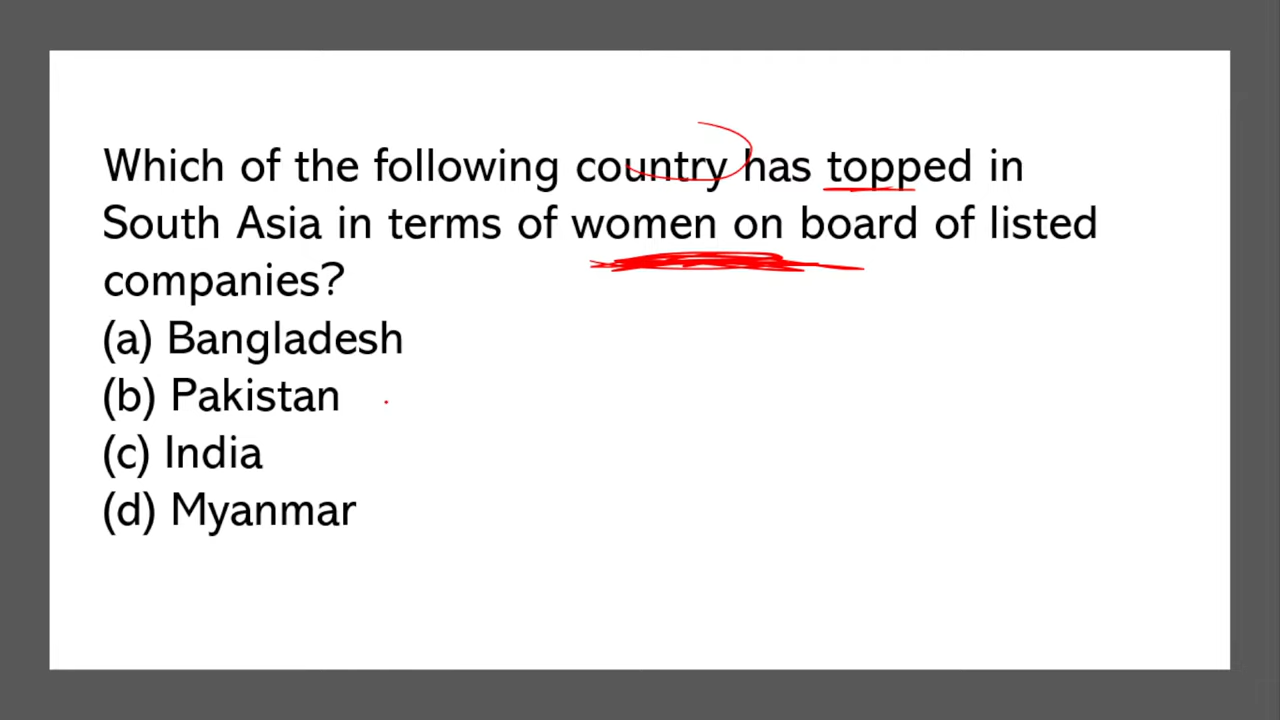 Which of the following country has topped in
South Asia in terms of women on board of listed
companies?
(a) Bangladesh
(b) Pakistan
(c) India
(d) Myanmar